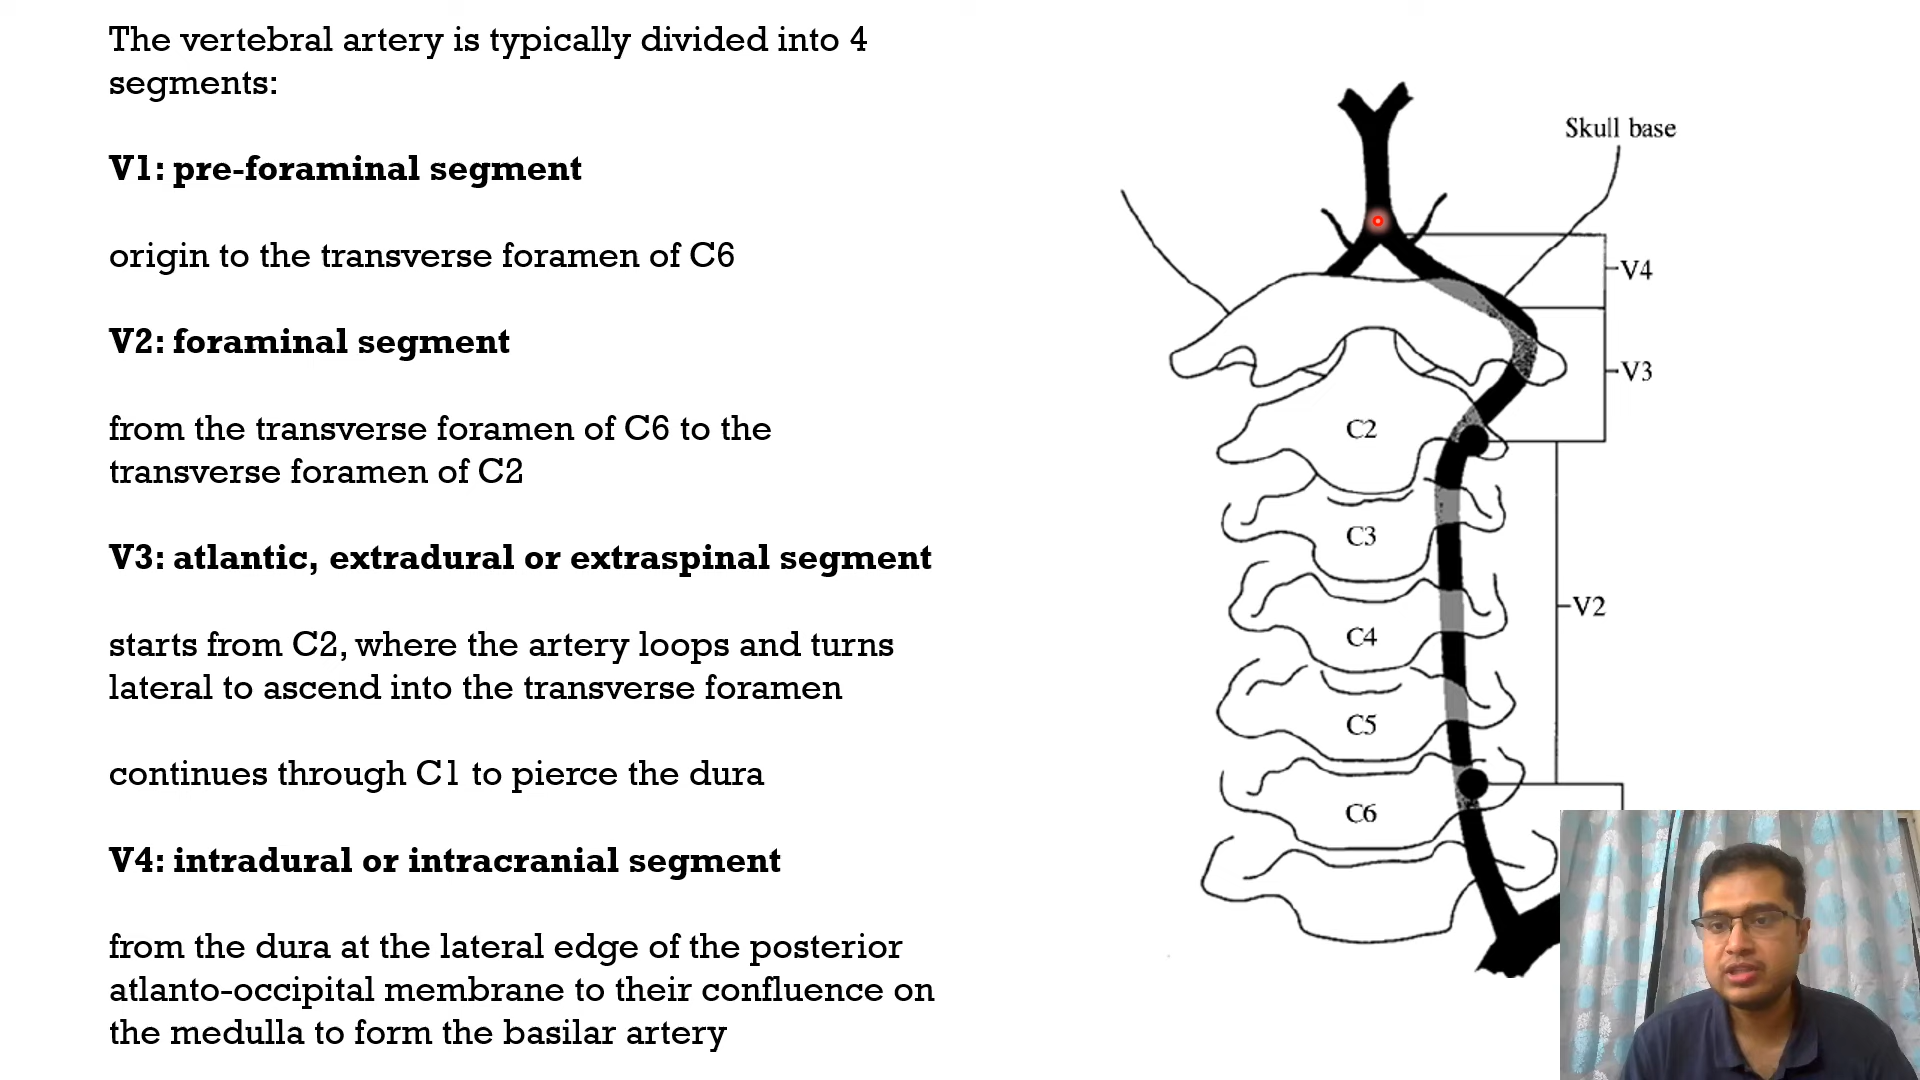 The vertebral artery is typically divided into 4
segments:
V1: pre-foraminal segment
origin to the transverse foramen of C6
V2: foraminal segment
from the transverse foramen of C6 to the
transverse foramen of C2
V3: atlantic, extradural or extraspinal segment
starts from C2, where the artery loops and turns
lateral to ascend into the transverse foramen
continues through C1 to pierce the dura
V4: intradural or intracranial segment
from the dura at the lateral edge of the posterior
atlanto-occipital membrane to their confluence on
the medulla to form the basilar artery
Skull base
V4
V3
C2
C3
V2
C4
C5
C6